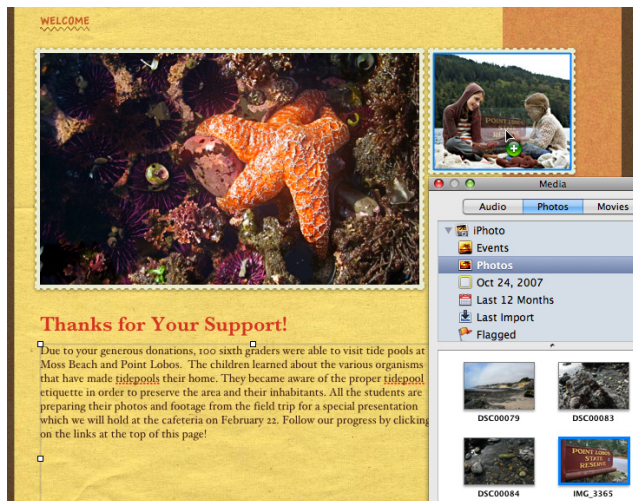 WELCOME
POINT LOBOS
Media
Audio Photos Movies
iPhoto
Events
Photos
Oct 24, 2007
Last 12 Months
Last Import
Flagged
Thanks for Your Support!
Due to your generous donations, 100 sixth graders were able to visit tide pools at
Moss Beach and Point Lobos. The children learned about the various organisms
that have made tidepools their home. They became aware of the proper tidepool
etiquette in order to preserve the area and their inhabitants. All the students are
preparing their photos and footage from the field trip for a special presentation
which we will hold at the cafeteria on February 22. Follow our progress by clicking
on the links at the top of this page!
DSC00079 DSC00083
POINT LOBOS
STATE
RESERVE
DSC00084 IMG_3365